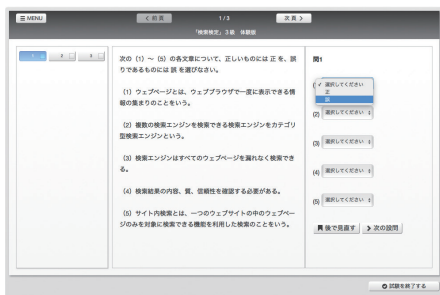 ≡ MENU
< 前頁
1/3
次頁 >
「検索検定」3級 体験版
1
2
3
次の（1）～（5）の各文章について、正しいものには 正 を、誤
りであるものには 誤 を選びなさい。
（1）ウェブページとは、ウェブブラウザで一度に表示できる情
報の集まりのことをいう。
（2）複数の検索エンジンを検索できる検索エンジンをカテゴリ
型検索エンジンという。
（3）検索エンジンはすべてのウェブページを漏れなく検索でき
る。
（4）検索結果の内容、質、信頼性を確認する必要がある。
（5）サイト内検索とは、一つのウェブサイトの中のウェブペー
ジのみを対象に検索できる機能を利用した検索のことをいう。
問1
✓ 選択してください
正
誤
(2) 選択してください
(3) 選択してください
(4) 選択してください
(5) 選択してください
後で見直す
> 次の設問
試験を終了する